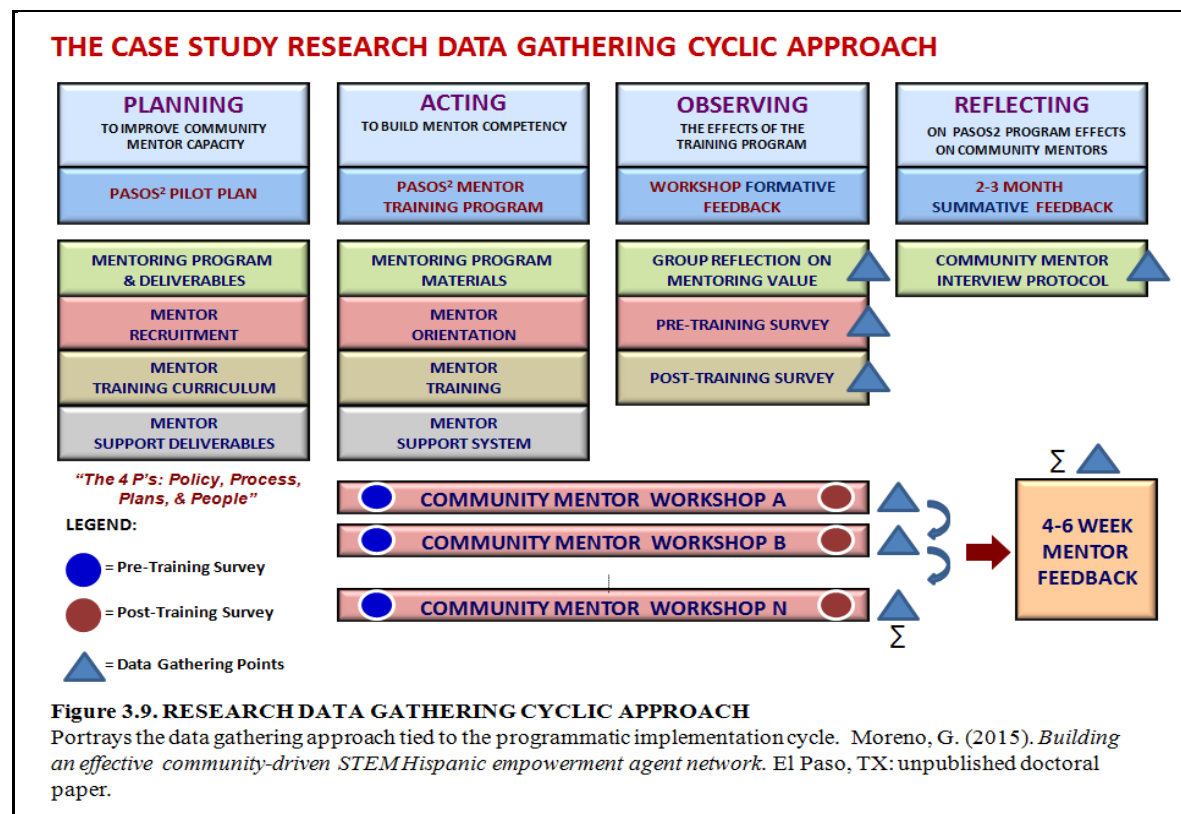 THE CASE STUDY RESEARCH DATA GATHERING CYCLIC APPROACH
PLANNING
TO IMPROVE COMMUNITY
MENTOR CAPACITY
PASOS² PILOT PLAN
MENTORING PROGRAM
& DELIVERABLES
MENTOR
RECRUITMENT
MENTOR
TRAINING CURRICULUM
MENTOR
SUPPORT DELIVERABLES
ACTING
TO BUILD MENTOR COMPETENCY
PASOS² MENTOR
TRAINING PROGRAM
MENTORING PROGRAM
MATERIALS
MENTOR
ORIENTATION
MENTOR
TRAINING
MENTOR
SUPPORT SYSTEM
OBSERVING
THE EFFECTS OF THE
TRAINING PROGRAM
WORKSHOP FORMATIVE
FEEDBACK
GROUP REFLECTION ON
MENTORING VALUE
PRE-TRAINING SURVEY
POST-TRAINING SURVEY
REFLECTING
ON PASOS2 PROGRAM EFFECTS
ON COMMUNITY MENTORS
2-3 MONTH
SUMMATIVE FEEDBACK
COMMUNITY MENTOR
INTERVIEW PROTOCOL
"The 4 P's: Policy, Process,
Plans, & People"
LEGEND:
= Pre-Training Survey
= Post-Training Survey
= Data Gathering Points
COMMUNITY MENTOR WORKSHOP A
COMMUNITY MENTOR WORKSHOP B
COMMUNITY MENTOR WORKSHOP N
Σ
Σ
4-6 WEEK
MENTOR
FEEDBACK
Figure 3.9. RESEARCH DATA GATHERING CYCLIC APPROACH
Portrays the data gathering approach tied to the programmatic implementation cycle. Moreno, G. (2015). Building
an effective community-driven STEM Hispanic empowerment agent network. El Paso, TX: unpublished doctoral
paper.